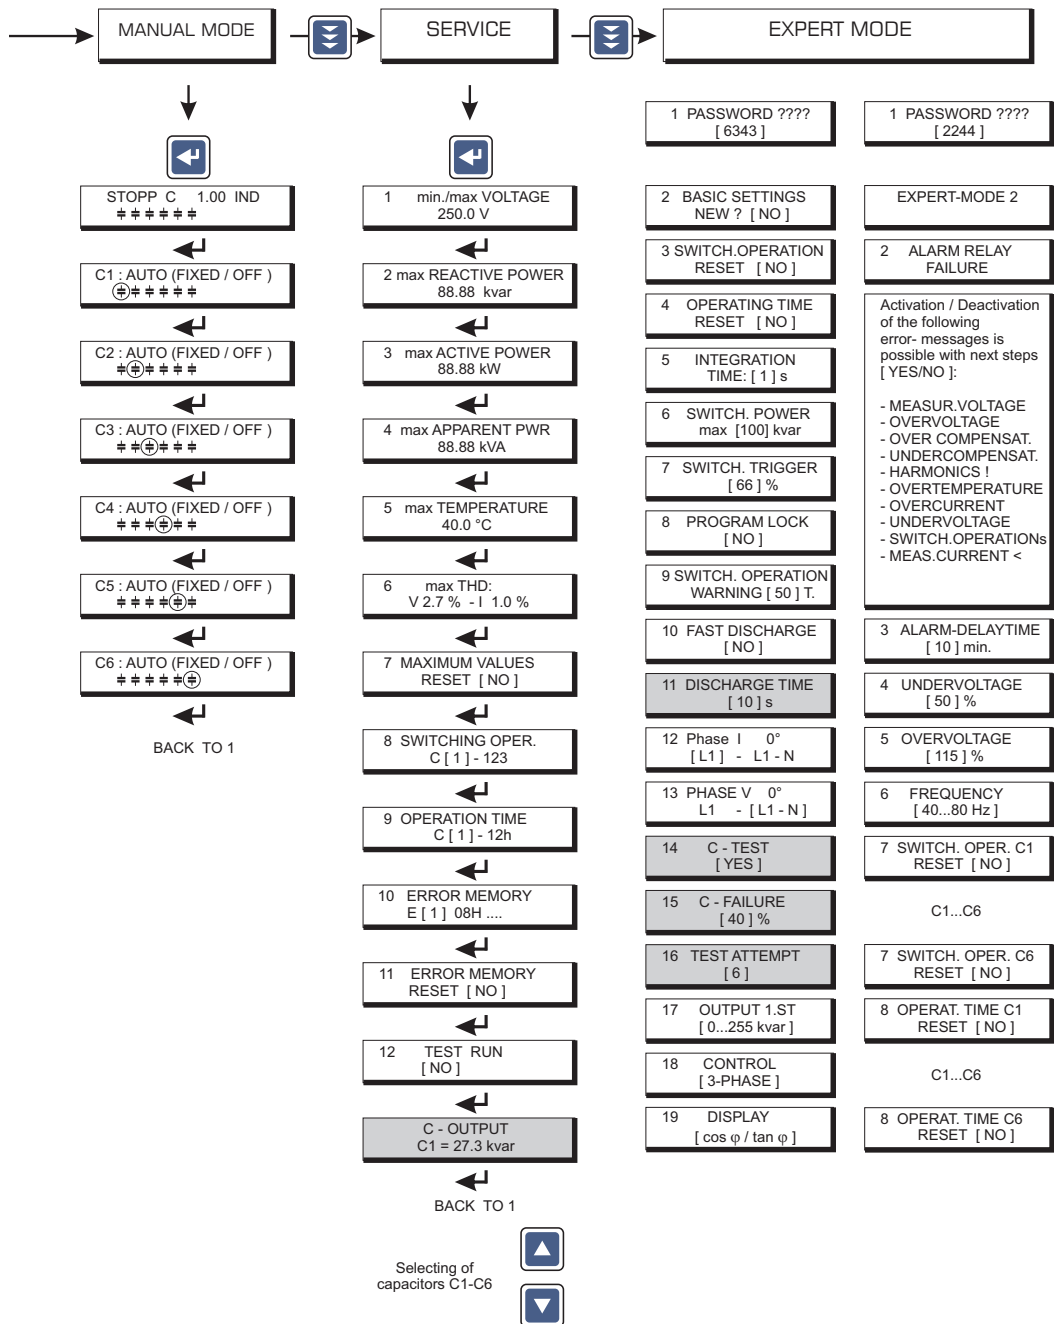 MANUAL MODE
SERVICE
EXPERT MODE
STOPP C 1.00 IND
C1 : AUTO (FIXED / OFF )
C2 : AUTO (FIXED / OFF )
C3 : AUTO (FIXED / OFF )
C4 : AUTO (FIXED / OFF )
C5 : AUTO (FIXED / OFF )
C6 : AUTO (FIXED / OFF )
BACK TO 1
1 min./max VOLTAGE
250.0 V
2 max REACTIVE POWER
88.88 kvar
3 max ACTIVE POWER
88.88 kW
4 max APPARENT PWR
88.88 kVA
5 max TEMPERATURE
40.0 °C
6 max THD:
V 2.7 % - I 1.0 %
7 MAXIMUM VALUES
RESET [ NO ]
8 SWITCHING OPER.
C [ 1 ] - 123
9 OPERATION TIME
C [ 1 ] - 12h
10 ERROR MEMORY
E [ 1 ] 08H ....
11 ERROR MEMORY
RESET [ NO ]
12 TEST RUN
[ NO ]
C - OUTPUT
C1 = 27.3 kvar
BACK TO 1
Selecting of
capacitors C1-C6
1 PASSWORD ????
[ 6343 ]
2 BASIC SETTINGS
NEW ? [ NO ]
3 SWITCH.OPERATION
RESET [ NO ]
4 OPERATING TIME
RESET [ NO ]
5 INTEGRATION
TIME: [ 1 ] s
6 SWITCH. POWER
max [100] kvar
7 SWITCH. TRIGGER
[ 66 ] %
8 PROGRAM LOCK
[ NO ]
9 SWITCH. OPERATION
WARNING [ 50 ] T.
10 FAST DISCHARGE
[ NO ]
11 DISCHARGE TIME
[ 10 ] s
12 Phase I 0°
[ L1 ] - L1 - N
13 PHASE V 0°
L1 - [ L1 - N ]
14 C - TEST
[ YES ]
15 C - FAILURE
[ 40 ] %
16 TEST ATTEMPT
[ 6 ]
17 OUTPUT 1.ST
[ 0...255 kvar ]
18 CONTROL
[ 3-PHASE ]
19 DISPLAY
[ cos φ / tan φ ]
1 PASSWORD ????
[ 2244 ]
EXPERT-MODE 2
2 ALARM RELAY
FAILURE
Activation / Deactivation
of the following
error- messages is
possible with next steps
[ YES/NO ]:
- MEASUR.VOLTAGE
- OVERVOLTAGE
- OVER COMPENSAT.
- UNDERCOMPENSAT.
- HARMONICS !
- OVERTEMPERATURE
- OVERCURRENT
- UNDERVOLTAGE
- SWITCH.OPERATIONs
- MEAS.CURRENT <
3 ALARM-DELAYTIME
[ 10 ] min.
4 UNDERVOLTAGE
[ 50 ] %
5 OVERVOLTAGE
[ 115 ] %
6 FREQUENCY
[ 40...80 Hz ]
7 SWITCH. OPER. C1
RESET [ NO ]
C1...C6
7 SWITCH. OPER. C6
RESET [ NO ]
8 OPERAT. TIME C1
RESET [ NO ]
C1...C6
8 OPERAT. TIME C6
RESET [ NO ]